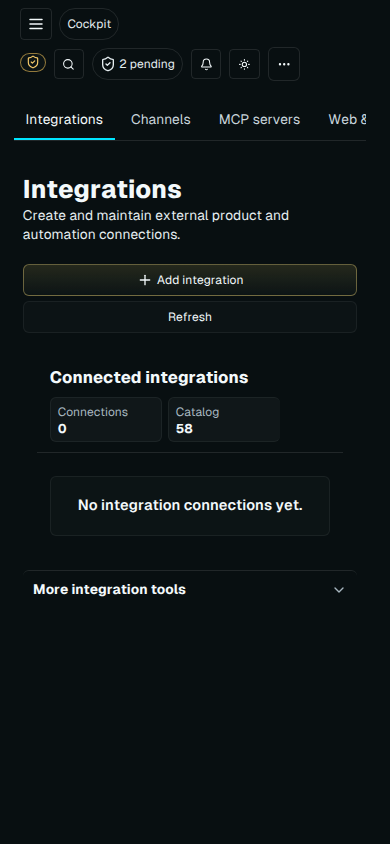 Cockpit
2 pending
Integrations
Channels
MCP servers
Web &
Integrations
Create and maintain external product and
automation connections.
Add integration
Refresh
Connected integrations
Connections
0
Catalog
58
No integration connections yet.
More integration tools